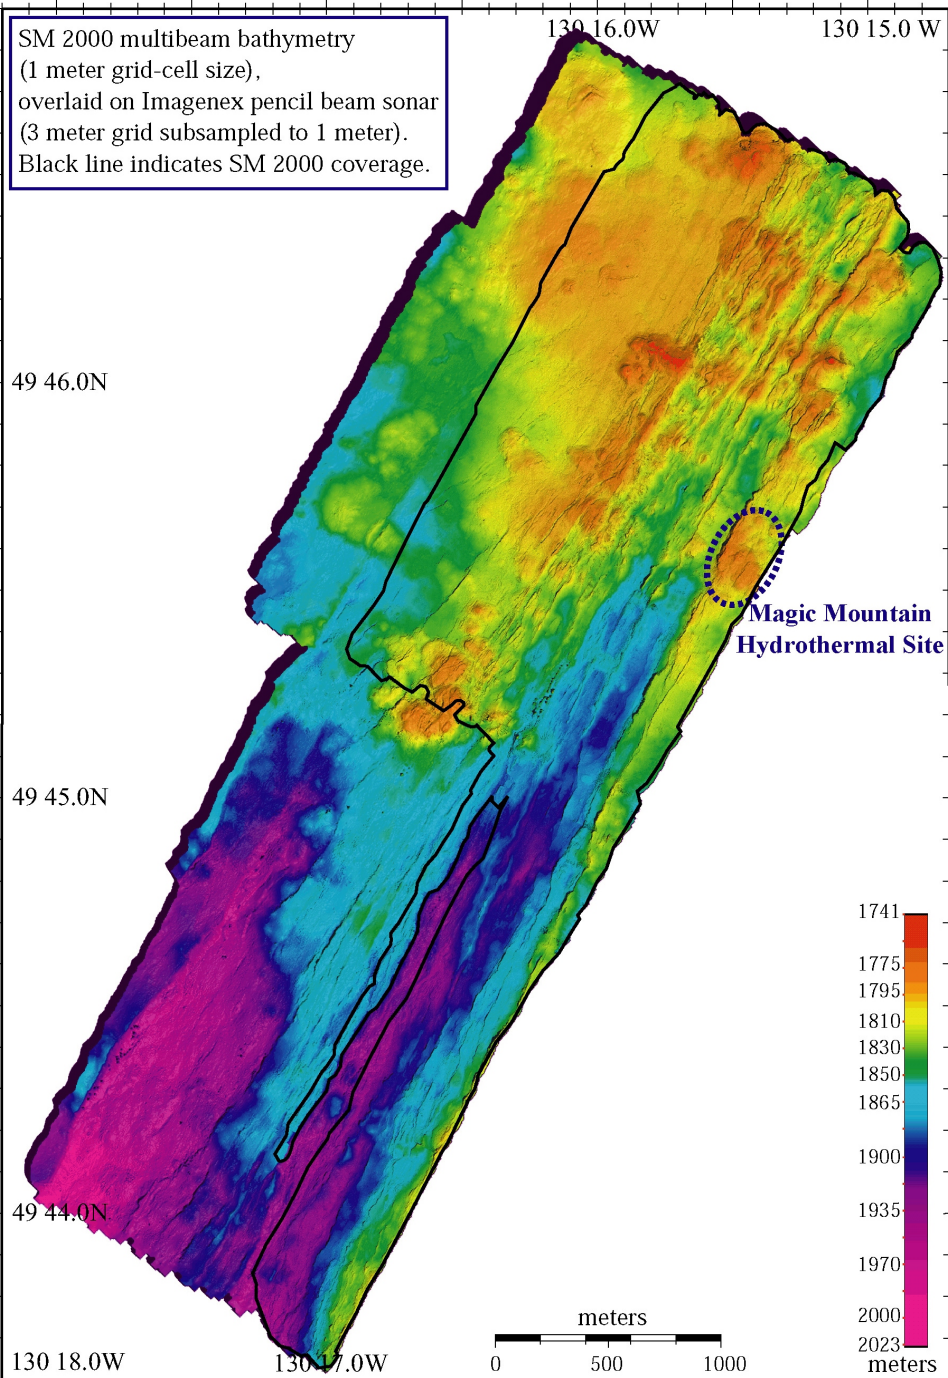 SM 2000 multibeam bathymetry
(1 meter grid-cell size),
overlaid on Imagenex pencil beam sonar
(3 meter grid subsampled to 1 meter).
Black line indicates SM 2000 coverage.
130 16.0W
130 15.0 W
49 46.0N
Magic Mountain
Hydrothermal Site
49 45.0N
1741
1775
1795
1810
1830
1850
1865
1900
1935
1970
2000
2023
meters
49 44.0N
meters
0 500 1000
130 18.0W
130 17.0W